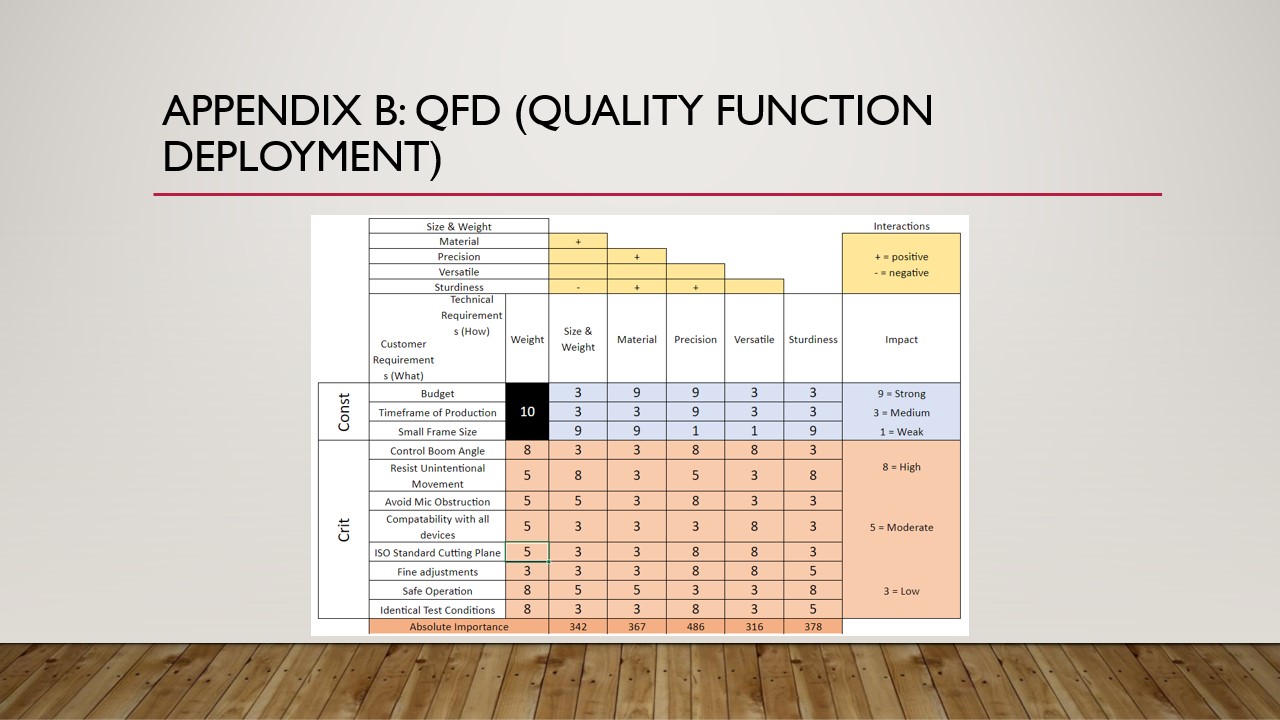 APPENDIX B: QFD (QUALITY FUNCTION
DEPLOYMENT)
Size & Weight
Interactions
Material +
Precision +
+ = positive
Versatile
- = negative
Sturdiness - + +
Technical
Requirement
s (How)
Customer
Requirement
s (What)
Weight
Size &
Weight
Material
Precision
Versatile
Sturdiness
Impact
Const
10
Budget 3 9 9 3 3 9 = Strong
Timeframe of Production 3 3 9 3 3 3 = Medium
Small Frame Size 9 9 1 1 9 1 = Weak
Crit
Control Boom Angle 8 3 3 8 8 3
8 = High
Resist Unintentional
Movement
5 8 3 5 3 8
Avoid Mic Obstruction 5 5 3 8 3 3
Compatability with all
devices
5 3 3 3 8 3
5 = Moderate
ISO Standard Cutting Plane 5 3 3 8 8 3
Fine adjustments 3 3 3 8 8 5
Safe Operation 8 5 5 3 3 8
3 = Low
Identical Test Conditions 8 3 3 8 3 5
Absolute Importance 342 367 486 316 378